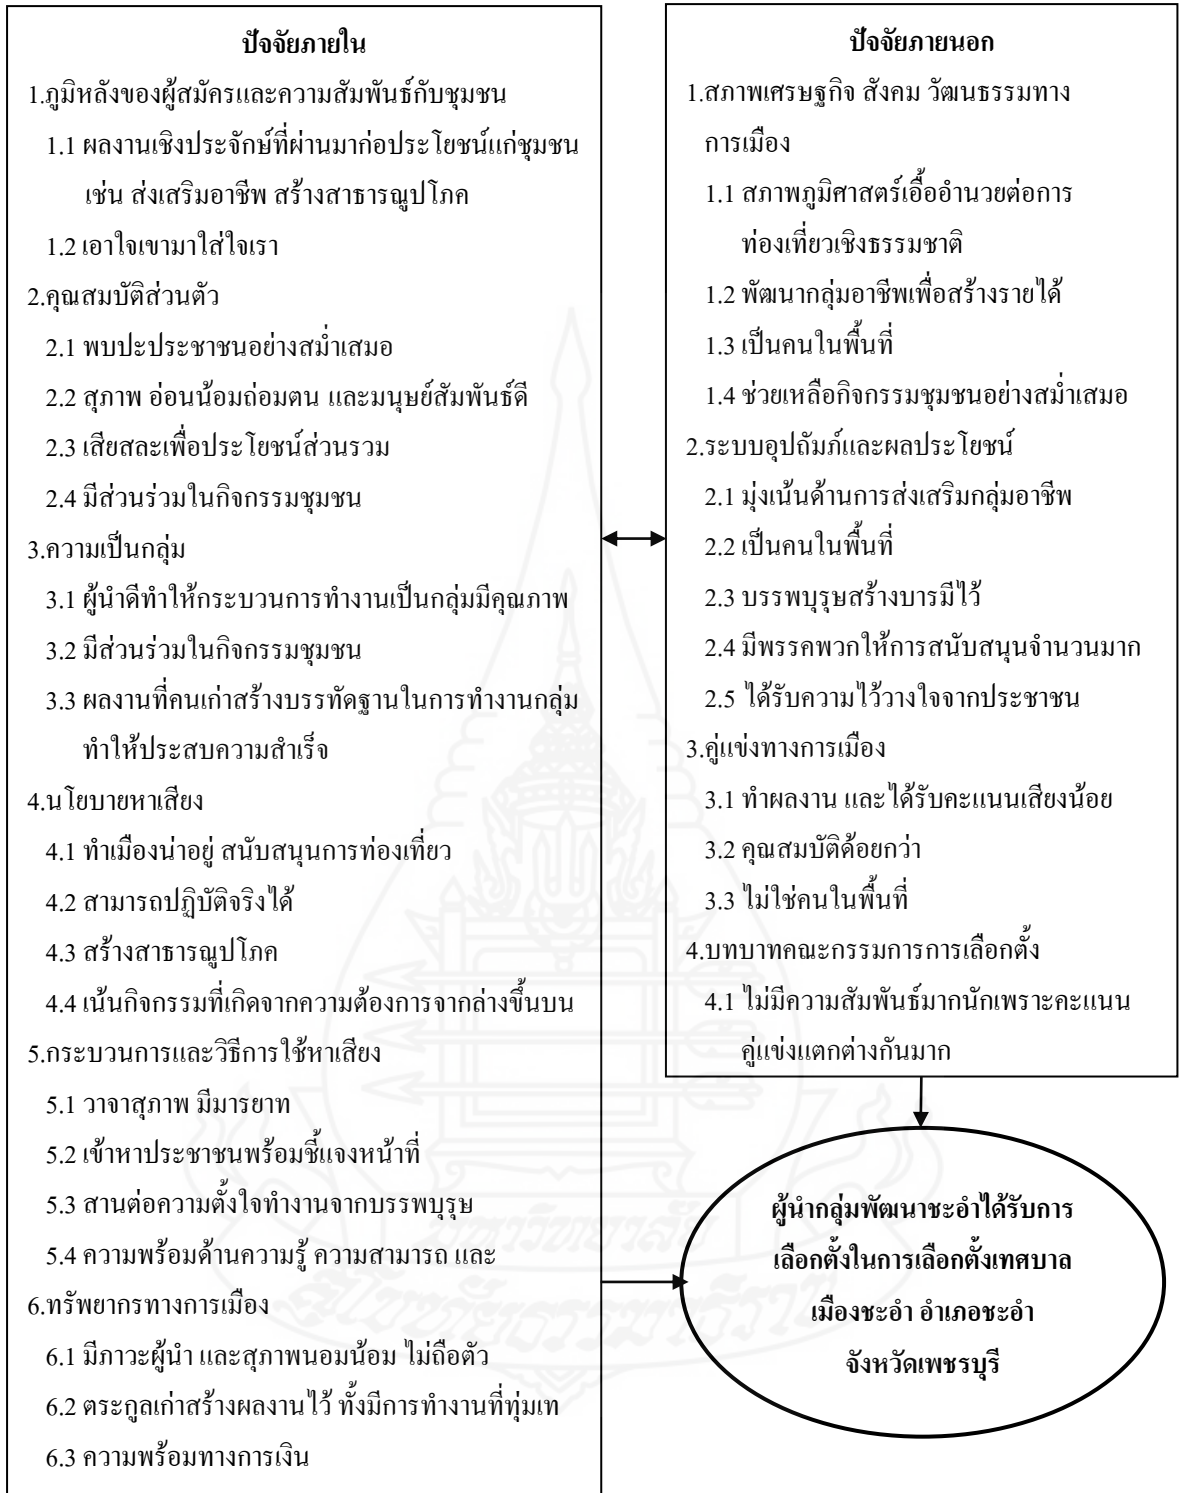 ปัจจัยภายใน
1.ภูมิหลังของผู้สมัครและความสัมพันธ์กับชุมชน
1.1 ผลงานเชิงประจักษ์ที่ผ่านมาก่อประโยชน์แก่ชุมชน
เช่น ส่งเสริมอาชีพ สร้างสาธารณูปโภค
1.2 เอาใจเขามาใส่ใจเรา
2.คุณสมบัติส่วนตัว
2.1 พบปะประชาชนอย่างสม่ำเสมอ
2.2 สุภาพ อ่อนน้อมถ่อมตน และมนุษย์สัมพันธ์ดี
2.3 เสียสละเพื่อประโยชน์ส่วนรวม
2.4 มีส่วนร่วมในกิจกรรมชุมชน
3.ความเป็นกลุ่ม
3.1 ผู้นำดีทำให้กระบวนการทำงานเป็นกลุ่มมีคุณภาพ
3.2 มีส่วนร่วมในกิจกรรมชุมชน
3.3 ผลงานที่คนเก่าสร้างบรรทัดฐานในการทำงานกลุ่ม
ทำให้ประสบความสำเร็จ
4.นโยบายหาเสียง
4.1 ทำเมืองน่าอยู่ สนับสนุนการท่องเที่ยว
4.2 สามารถปฏิบัติจริงได้
4.3 สร้างสาธารณูปโภค
4.4 เน้นกิจกรรมที่เกิดจากความต้องการจากล่างขึ้นบน
5.กระบวนการและวิธีการใช้หาเสียง
5.1 วาจาสุภาพ มีมารยาท
5.2 เข้าหาประชาชนพร้อมชี้แจงหน้าที่
5.3 สานต่อความตั้งใจทำงานจากบรรพบุรุษ
5.4 ความพร้อมด้านความรู้ ความสามารถ และ
6.ทรัพยากรทางการเมือง
6.1 มีภาวะผู้นำ และสุภาพนอมน้อม ไม่ถือตัว
6.2 ตระกูลเก่าสร้างผลงานไว้ ทั้งมีการทำงานที่ทุ่มเท
6.3 ความพร้อมทางการเงิน
ปัจจัยภายนอก
1.สภาพเศรษฐกิจ สังคม วัฒนธรรมทาง
การเมือง
1.1 สภาพภูมิศาสตร์เอื้ออำนวยต่อการ
ท่องเที่ยวเชิงธรรมชาติ
1.2 พัฒนากลุ่มอาชีพเพื่อสร้างรายได้
1.3 เป็นคนในพื้นที่
1.4 ช่วยเหลือกิจกรรมชุมชนอย่างสม่ำเสมอ
2.ระบบอุปถัมภ์และผลประโยชน์
2.1 มุ่งเน้นด้านการส่งเสริมกลุ่มอาชีพ
2.2 เป็นคนในพื้นที่
2.3 บรรพบุรุษสร้างบารมีไว้
2.4 มีพรรคพวกให้การสนับสนุนจำนวนมาก
2.5 ได้รับความไว้วางใจจากประชาชน
3.คู่แข่งทางการเมือง
3.1 ทำผลงาน และได้รับคะแนนเสียงน้อย
3.2 คุณสมบัติด้อยกว่า
3.3 ไม่ใช่คนในพื้นที่
4.บทบาทคณะกรรมการการเลือกตั้ง
4.1 ไม่มีความสัมพันธ์มากนักเพราะคะแนน
คู่แข่งแตกต่างกันมาก
ผู้นำกลุ่มพัฒนาชะอำได้รับการ
เลือกตั้งในการเลือกตั้งเทศบาล
เมืองชะอำ อำเภอชะอำ
จังหวัดเพชรบุรี
มหาวิทยาลัย
สุโขทัยธรรมาธิราช